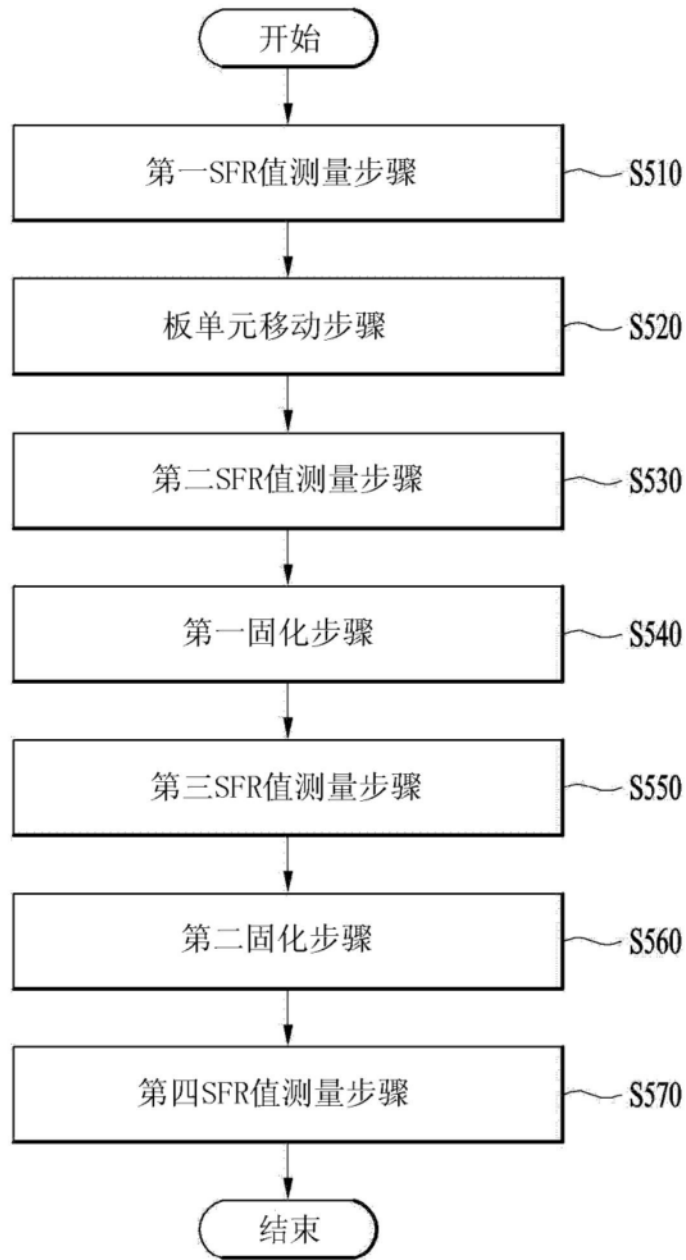 开始
第一SFR值测量步骤
S510
板单元移动步骤
S520
第二SFR值测量步骤
S530
第一固化步骤
S540
第三SFR值测量步骤
S550
第二固化步骤
S560
第四SFR值测量步骤
S570
结束